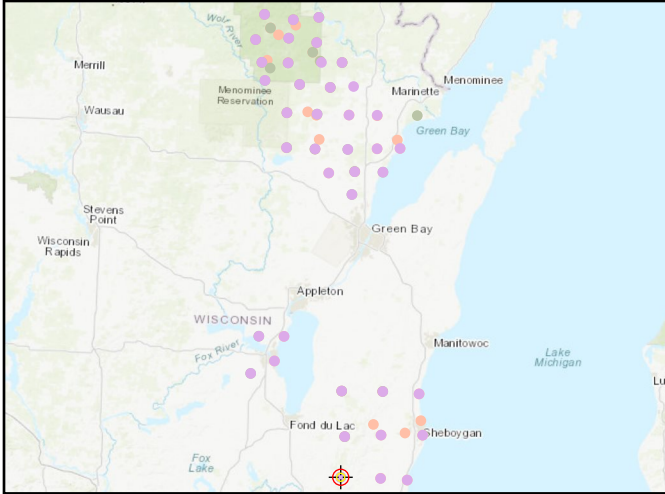 Wolf
River
Merrill
Menominee
Marinette
Menominee
Reservation
Wausau
Green Bay
Stevens
Point
Green Bay
Wisconsin
Rapids
Appleton
WISCONSIN
Manitowoc
Fox River
Lake
Michigan
Lu
Fond du Lac
Sheboygan
Fox
Lake